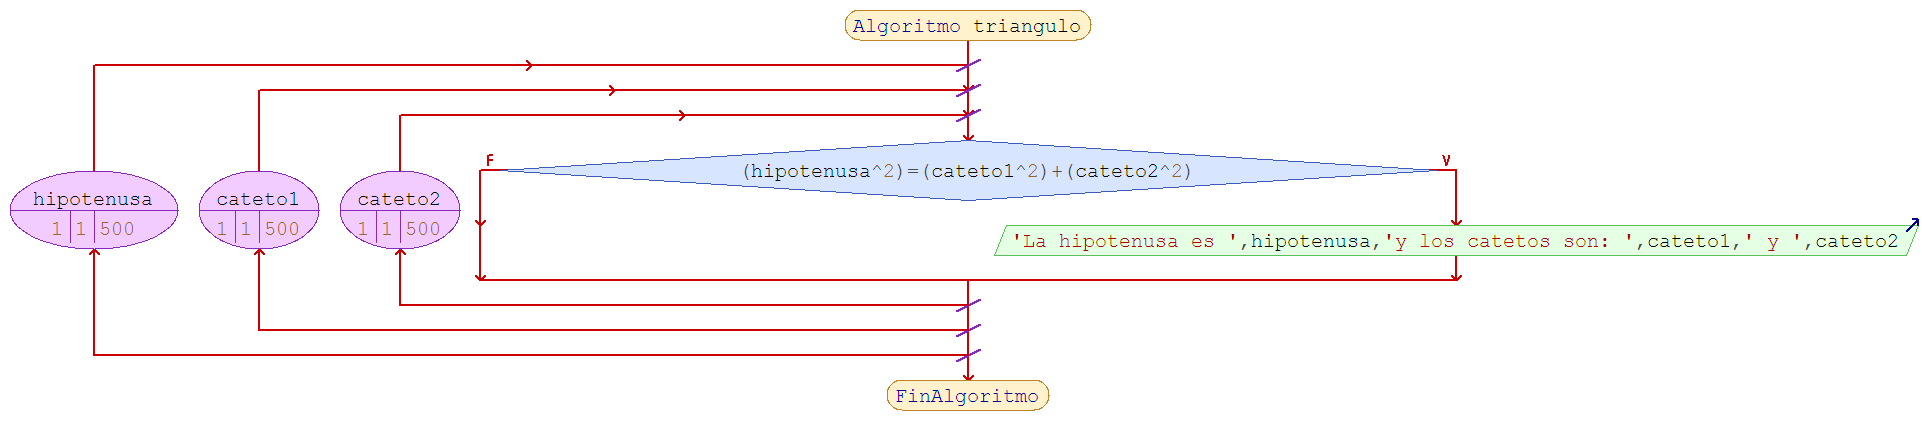 Algoritmo triangulo
F
V
(hipotenusa^2)=(cateto1^2)+(cateto2^2)
hipotenusa
1 1 500
cateto1
1 1 500
cateto2
1 1 500
'La hipotenusa es ',hipotenusa,'y los catetos son: ',cateto1,' y ',cateto2
FinAlgoritmo